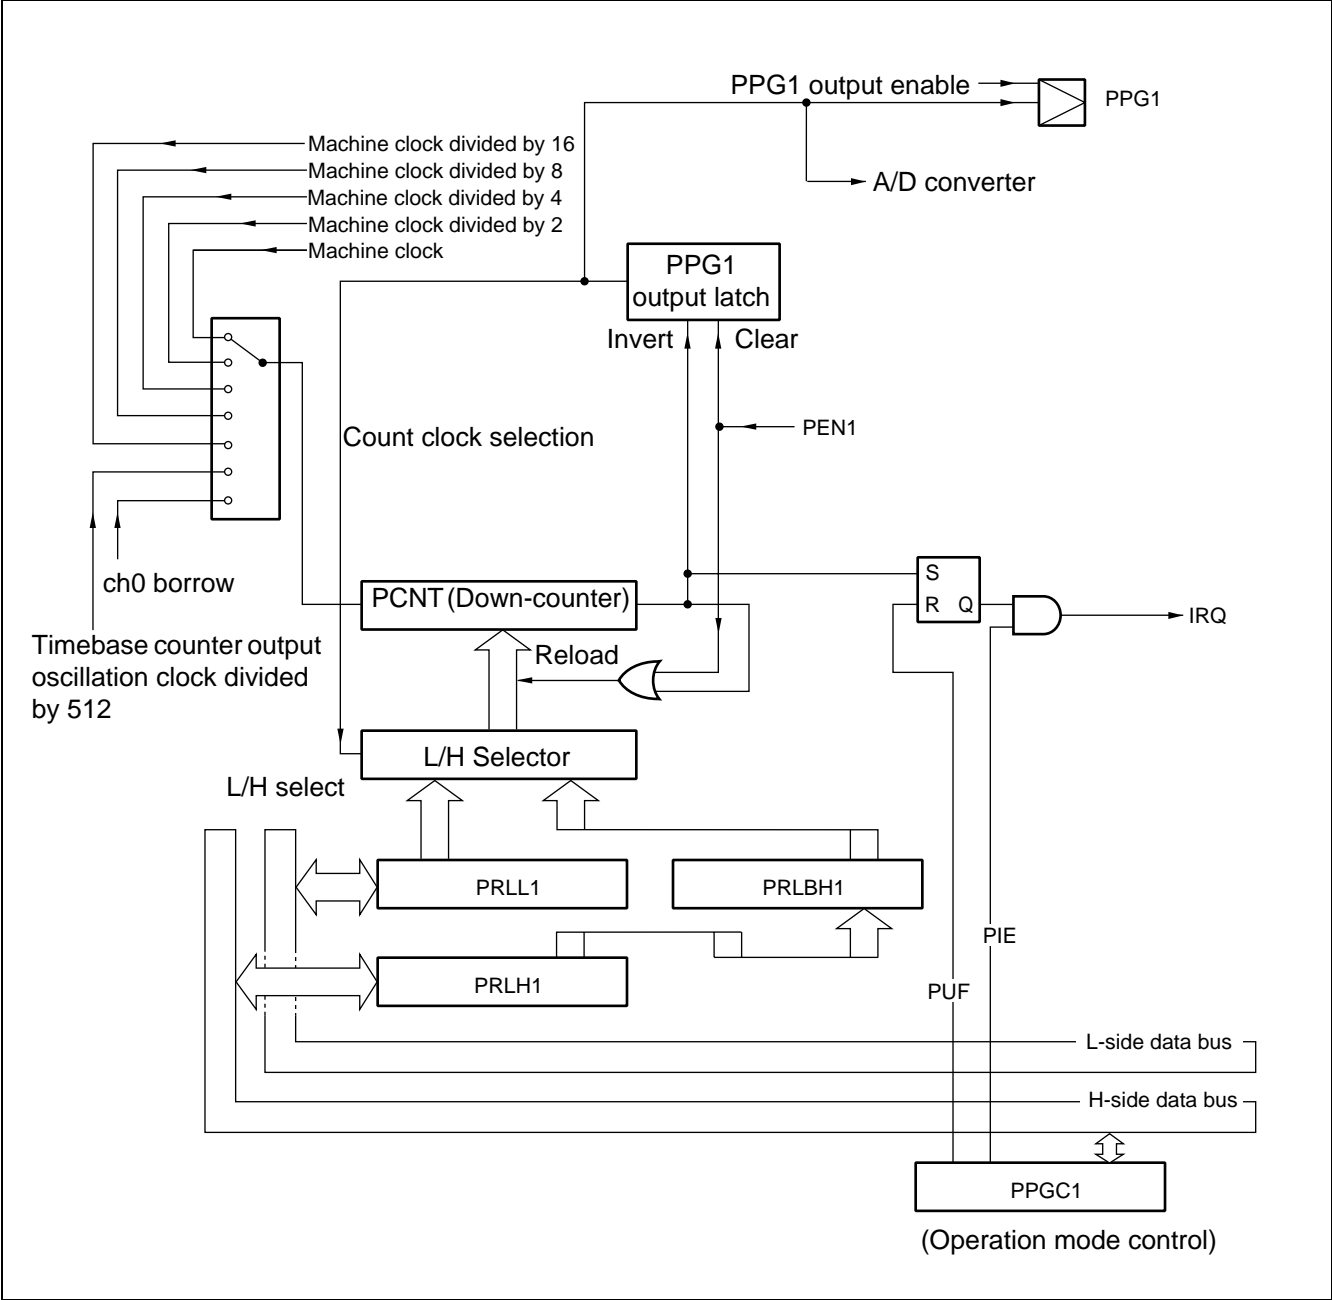 PPG1 output enable
PPG1
Machine clock divided by 16
Machine clock divided by 8
A/D converter
Machine clock divided by 4
Machine clock divided by 2
Machine clock
PPG1
output latch
Invert
Clear
Count clock selection
PEN1
ch0 borrow
PCNT (Down-counter)
S
R
Q
IRQ
Timebase counter output
oscillation clock divided
by 512
Reload
L/H Selector
L/H select
PRLL1
PRLBH1
PIE
PRLH1
PUF
L-side data bus
H-side data bus
PPGC1
(Operation mode control)